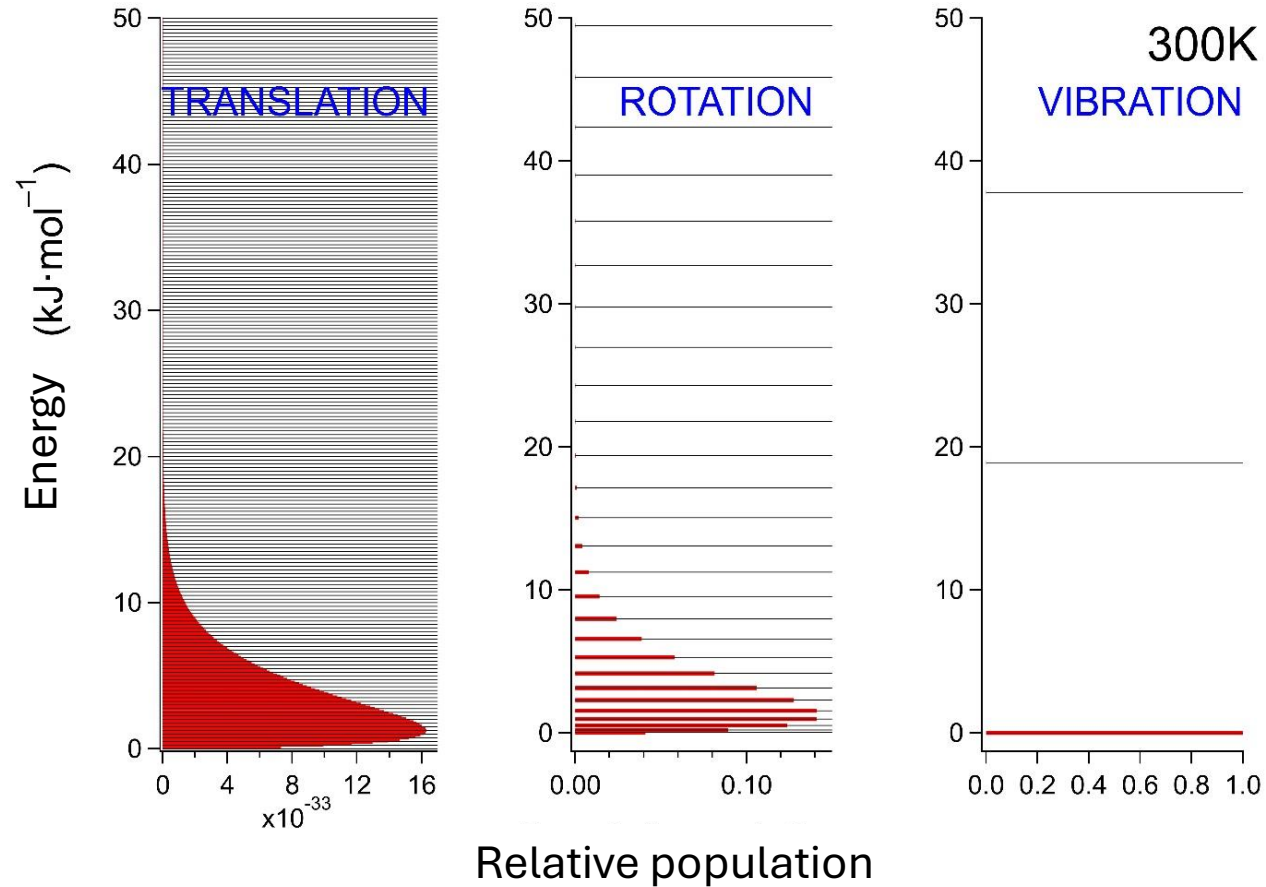 300K
TRANSLATION
ROTATION
VIBRATION
Energy (kJ·mol⁻¹)
50
40
30
20
10
0
0 4 8 12 16
x10⁻³³
50
40
30
20
10
0
0.00 0.10
50
40
30
20
10
0
0.0 0.2 0.4 0.6 0.8 1.0
Relative population